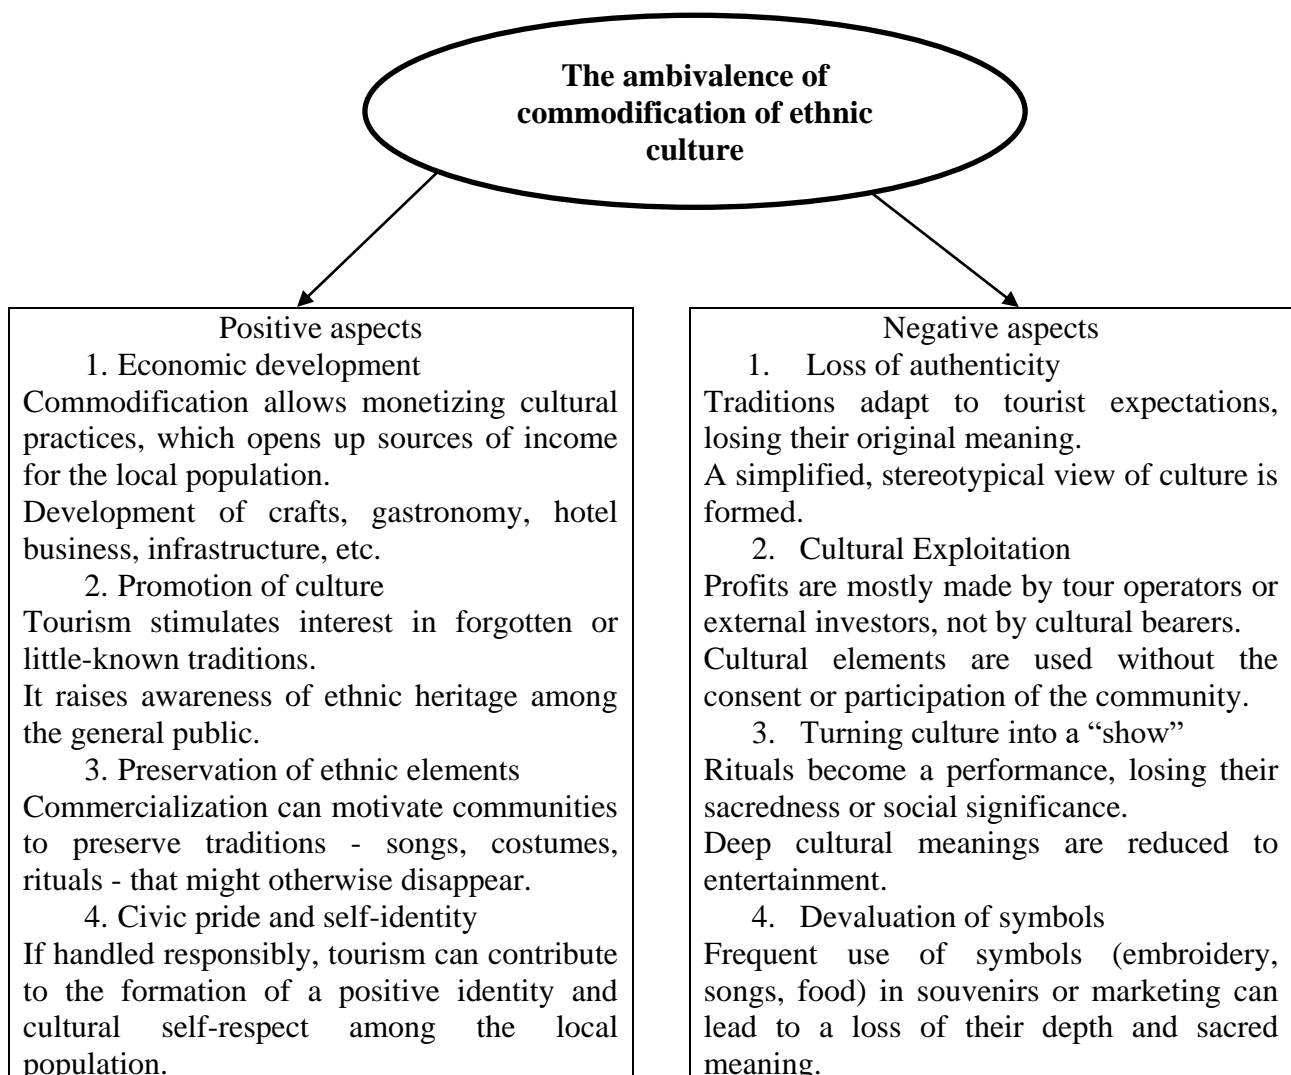 The ambivalence of
commodification of ethnic
culture
Positive aspects
1. Economic development
Commodification allows monetizing cultural
practices, which opens up sources of income
for the local population.
Development of crafts, gastronomy, hotel
business, infrastructure, etc.
2. Promotion of culture
Tourism stimulates interest in forgotten or
little-known traditions.
It raises awareness of ethnic heritage among
the general public.
3. Preservation of ethnic elements
Commercialization can motivate communities
to preserve traditions - songs, costumes,
rituals - that might otherwise disappear.
4. Civic pride and self-identity
If handled responsibly, tourism can contribute
to the formation of a positive identity and
cultural self-respect among the local
population.
Negative aspects
1. Loss of authenticity
Traditions adapt to tourist expectations,
losing their original meaning.
A simplified, stereotypical view of culture is
formed.
2. Cultural Exploitation
Profits are mostly made by tour operators or
external investors, not by cultural bearers.
Cultural elements are used without the
consent or participation of the community.
3. Turning culture into a “show”
Rituals become a performance, losing their
sacredness or social significance.
Deep cultural meanings are reduced to
entertainment.
4. Devaluation of symbols
Frequent use of symbols (embroidery,
songs, food) in souvenirs or marketing can
lead to a loss of their depth and sacred
meaning.